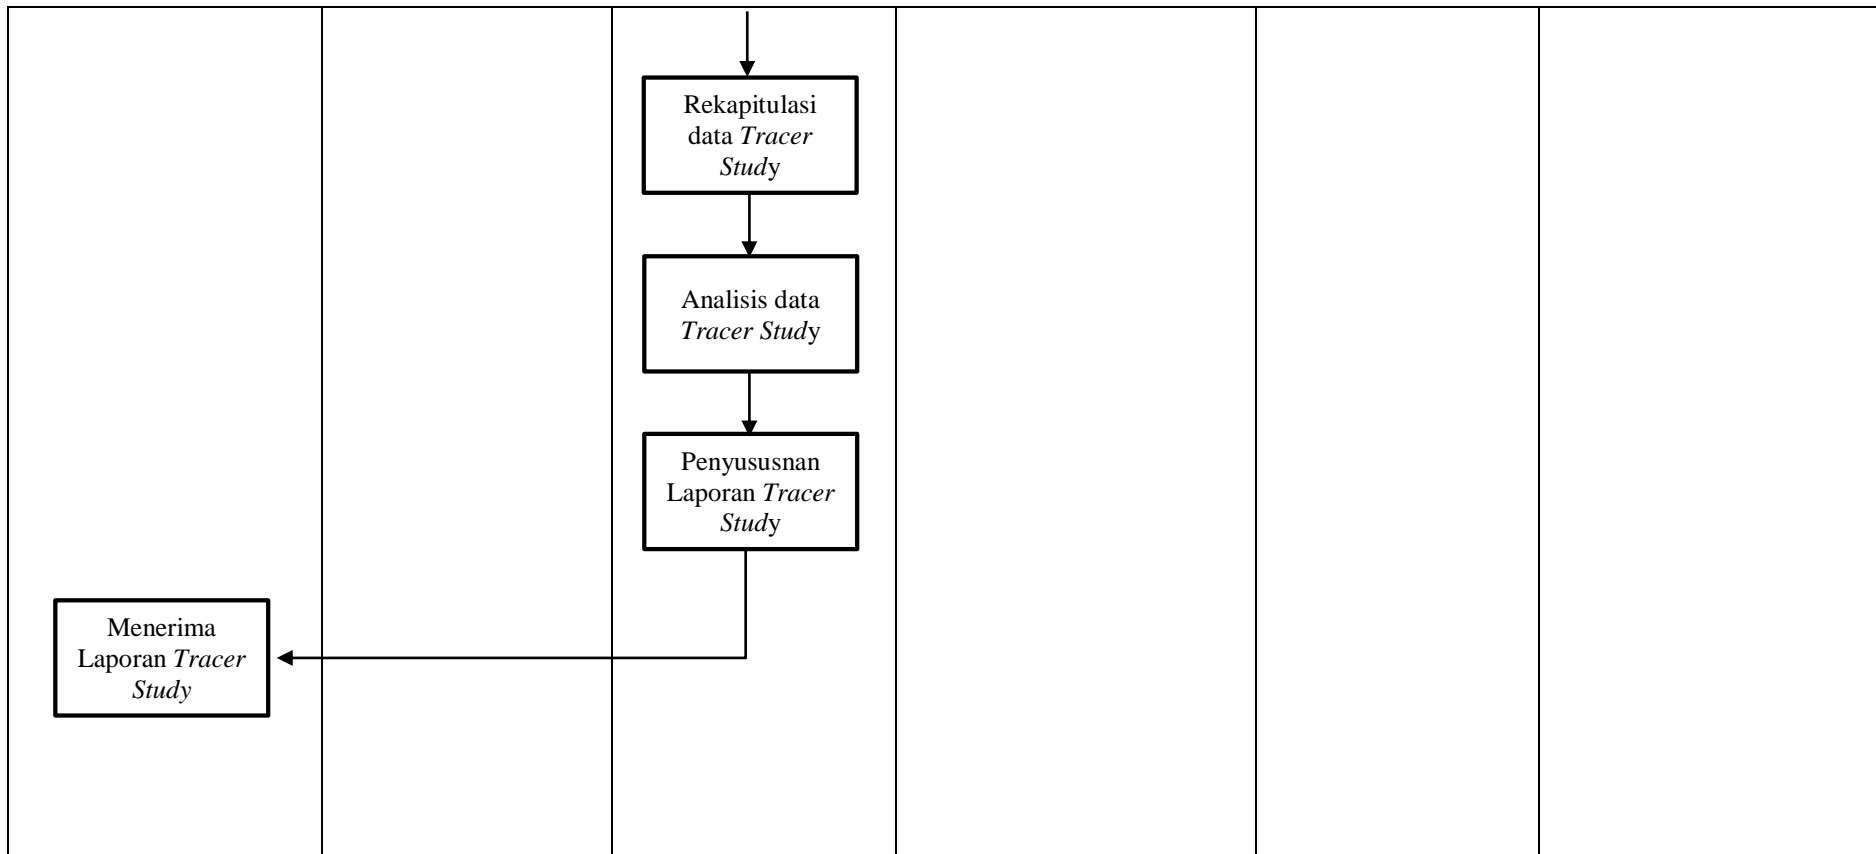 Rekapitulasi
data Tracer
Study
Analisis data
Tracer Study
Penyususnan
Laporan Tracer
Study
Menerima
Laporan Tracer
Study